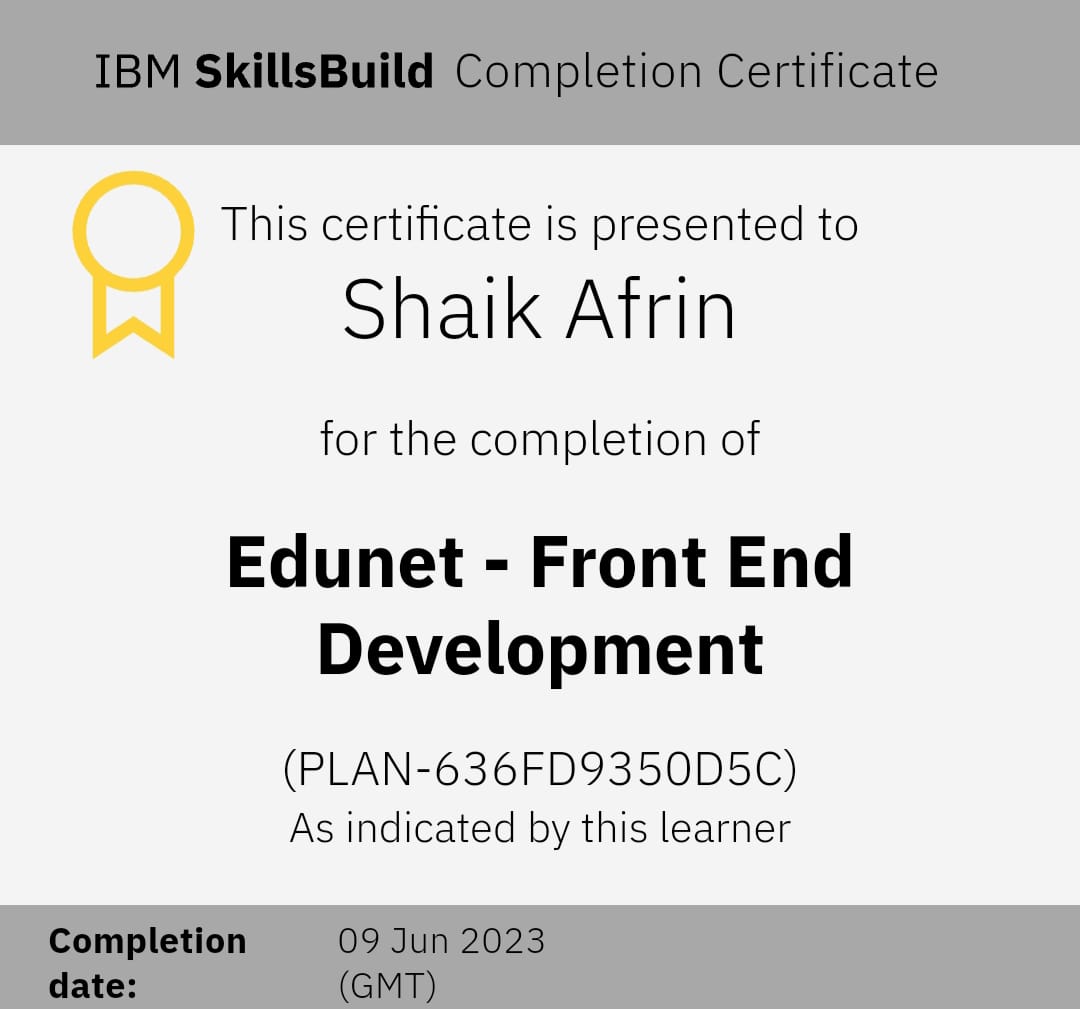 IBM SkillsBuild Completion Certificate
This certificate is presented to
Shaik Afrin
for the completion of
Edunet - Front End
Development
(PLAN-636FD9350D5C)
As indicated by this learner
Completion 09 Jun 2023
date: (GMT)